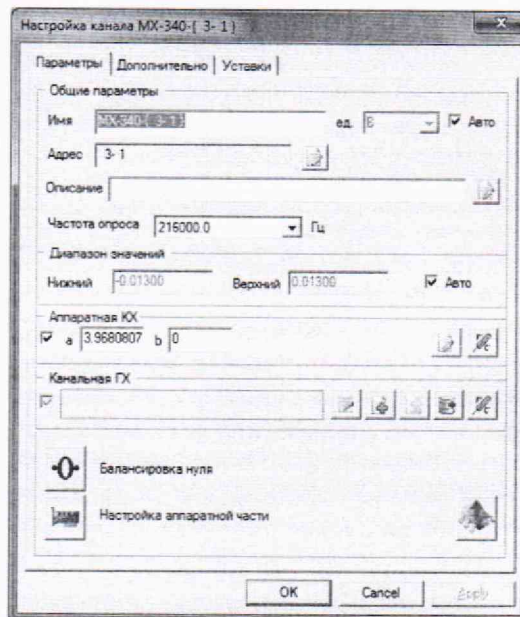 Настройка канала MX-340-{ 3- 1 }
Параметры Дополнительно Уставки
Общие параметры
Имя MX-340-{ 3-1 } ед. В Авто
Адрес 3- 1
Описание
Частота опроса 216000.0 Гц
Диапазон значений
Нижний -0.01300 Верхний 0.01300 Авто
Аппаратная КХ
a 3.9680807 b 0
Канальная ГХ
Балансировка нуля
Настройка аппаратной части
OK Cancel Apply